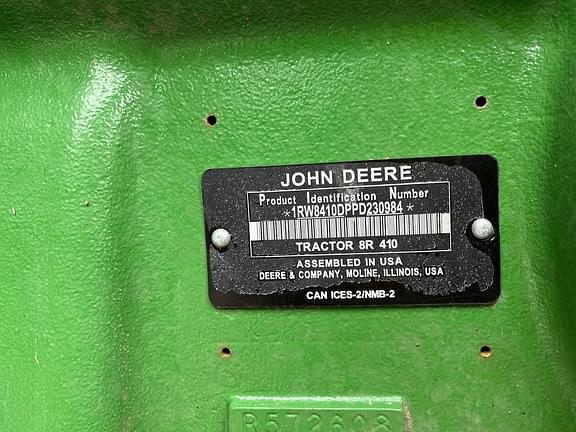 JOHN DEERE
Product Identification Number
*1RW8410DPPD230984*
TRACTOR 8R 410
ASSEMBLED IN USA
DEERE & COMPANY, MOLINE, ILLINOIS, USA
CAN ICES-2/NMB-2
R572608